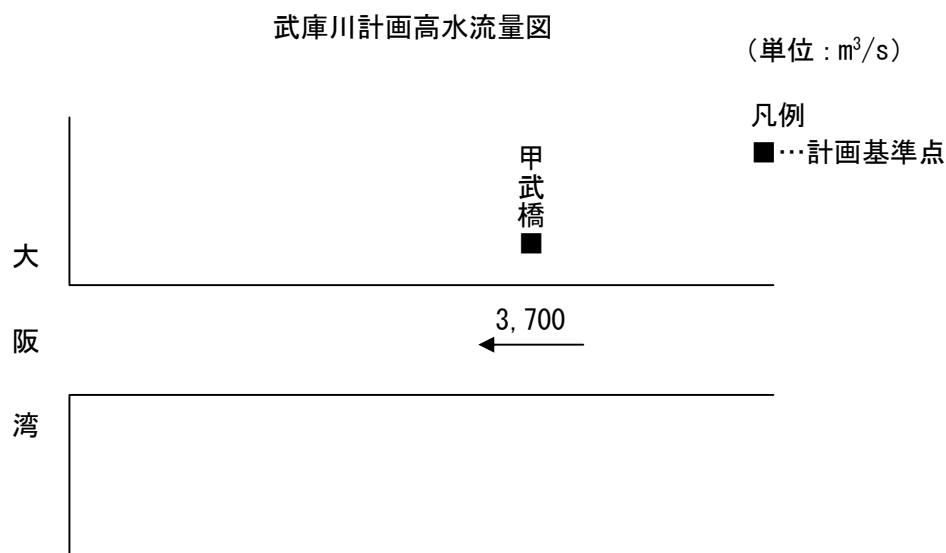 武庫川計画高水流量図
（単位：m³/s）
凡例
■…計画基準点
甲武橋
■
大阪湾
3,700